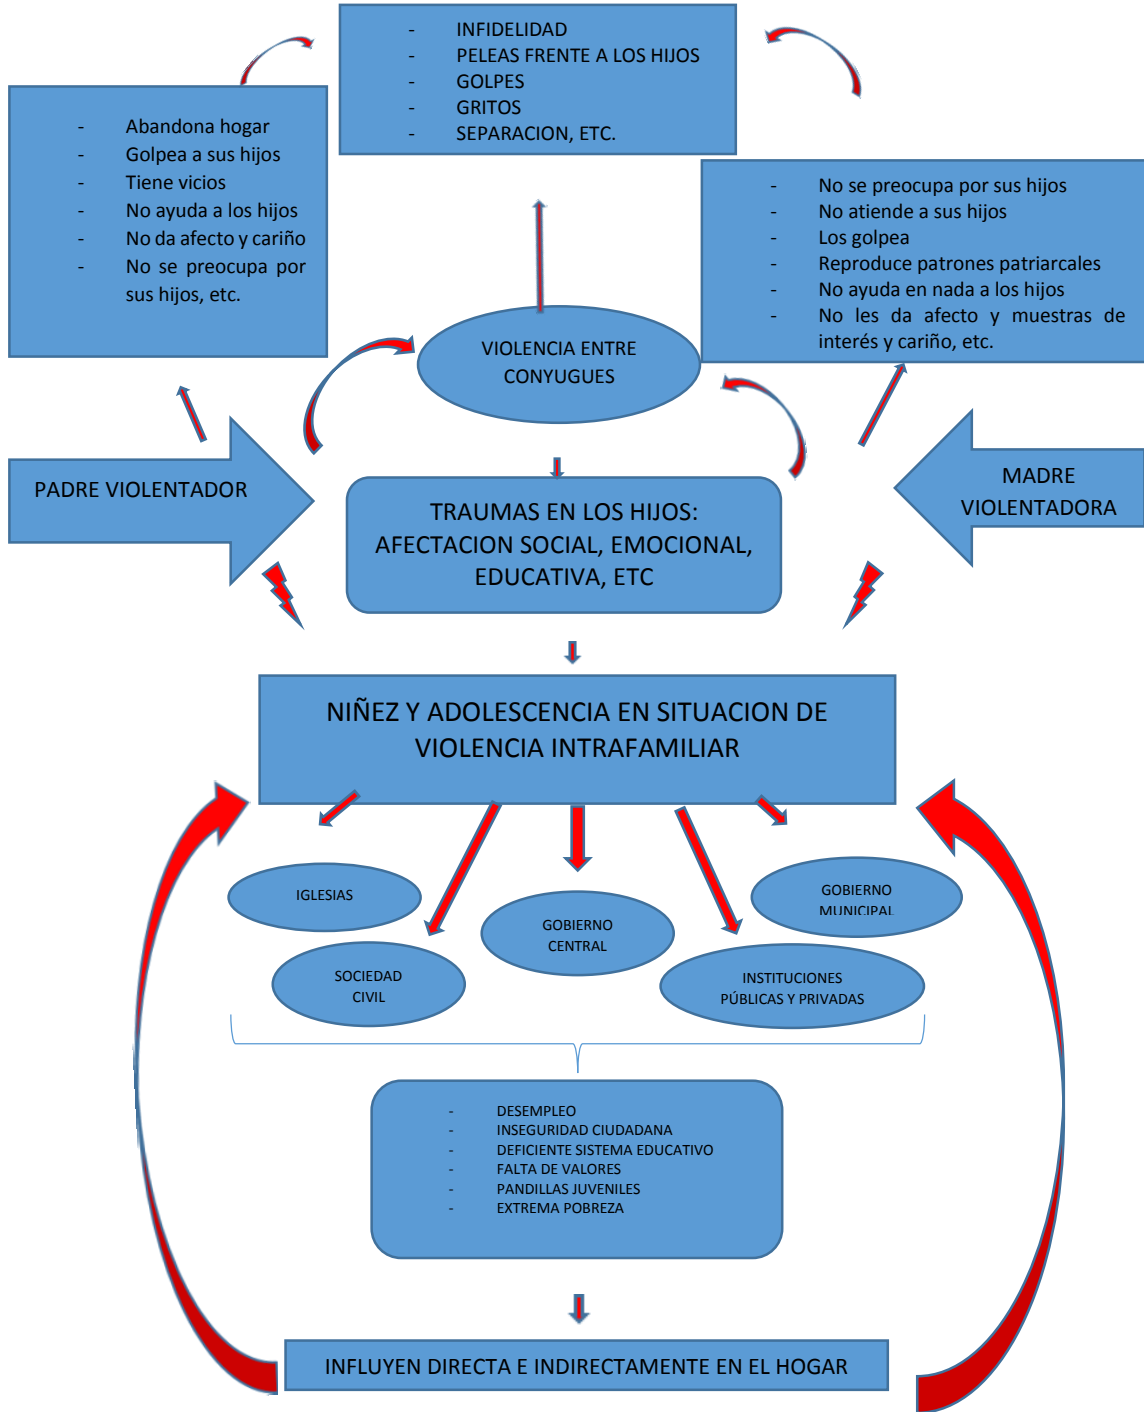 - INFIDELIDAD
- PELEAS FRENTE A LOS HIJOS
- GOLPES
- GRITOS
- SEPARACION, ETC.
- Abandona hogar
- Golpea a sus hijos
- Tiene vicios
- No ayuda a los hijos
- No da afecto y cariño
- No se preocupa por
sus hijos, etc.
- No se preocupa por sus hijos
- No atiende a sus hijos
- Los golpea
- Reproduce patrones patriarcales
- No ayuda en nada a los hijos
- No les da afecto y muestras de
interés y cariño, etc.
VIOLENCIA ENTRE
CONYUGUES
PADRE VIOLENTADOR
MADRE
VIOLENTADORA
TRAUMAS EN LOS HIJOS:
AFECTACION SOCIAL, EMOCIONAL,
EDUCATIVA, ETC
NIÑEZ Y ADOLESCENCIA EN SITUACION DE
VIOLENCIA INTRAFAMILIAR
IGLESIAS
GOBIERNO
MUNICIPAL
GOBIERNO
CENTRAL
SOCIEDAD
CIVIL
INSTITUCIONES
PÚBLICAS Y PRIVADAS
- DESEMPLEO
- INSEGURIDAD CIUDADANA
- DEFICIENTE SISTEMA EDUCATIVO
- FALTA DE VALORES
- PANDILLAS JUVENILES
- EXTREMA POBREZA
INFLUYEN DIRECTA E INDIRECTAMENTE EN EL HOGAR